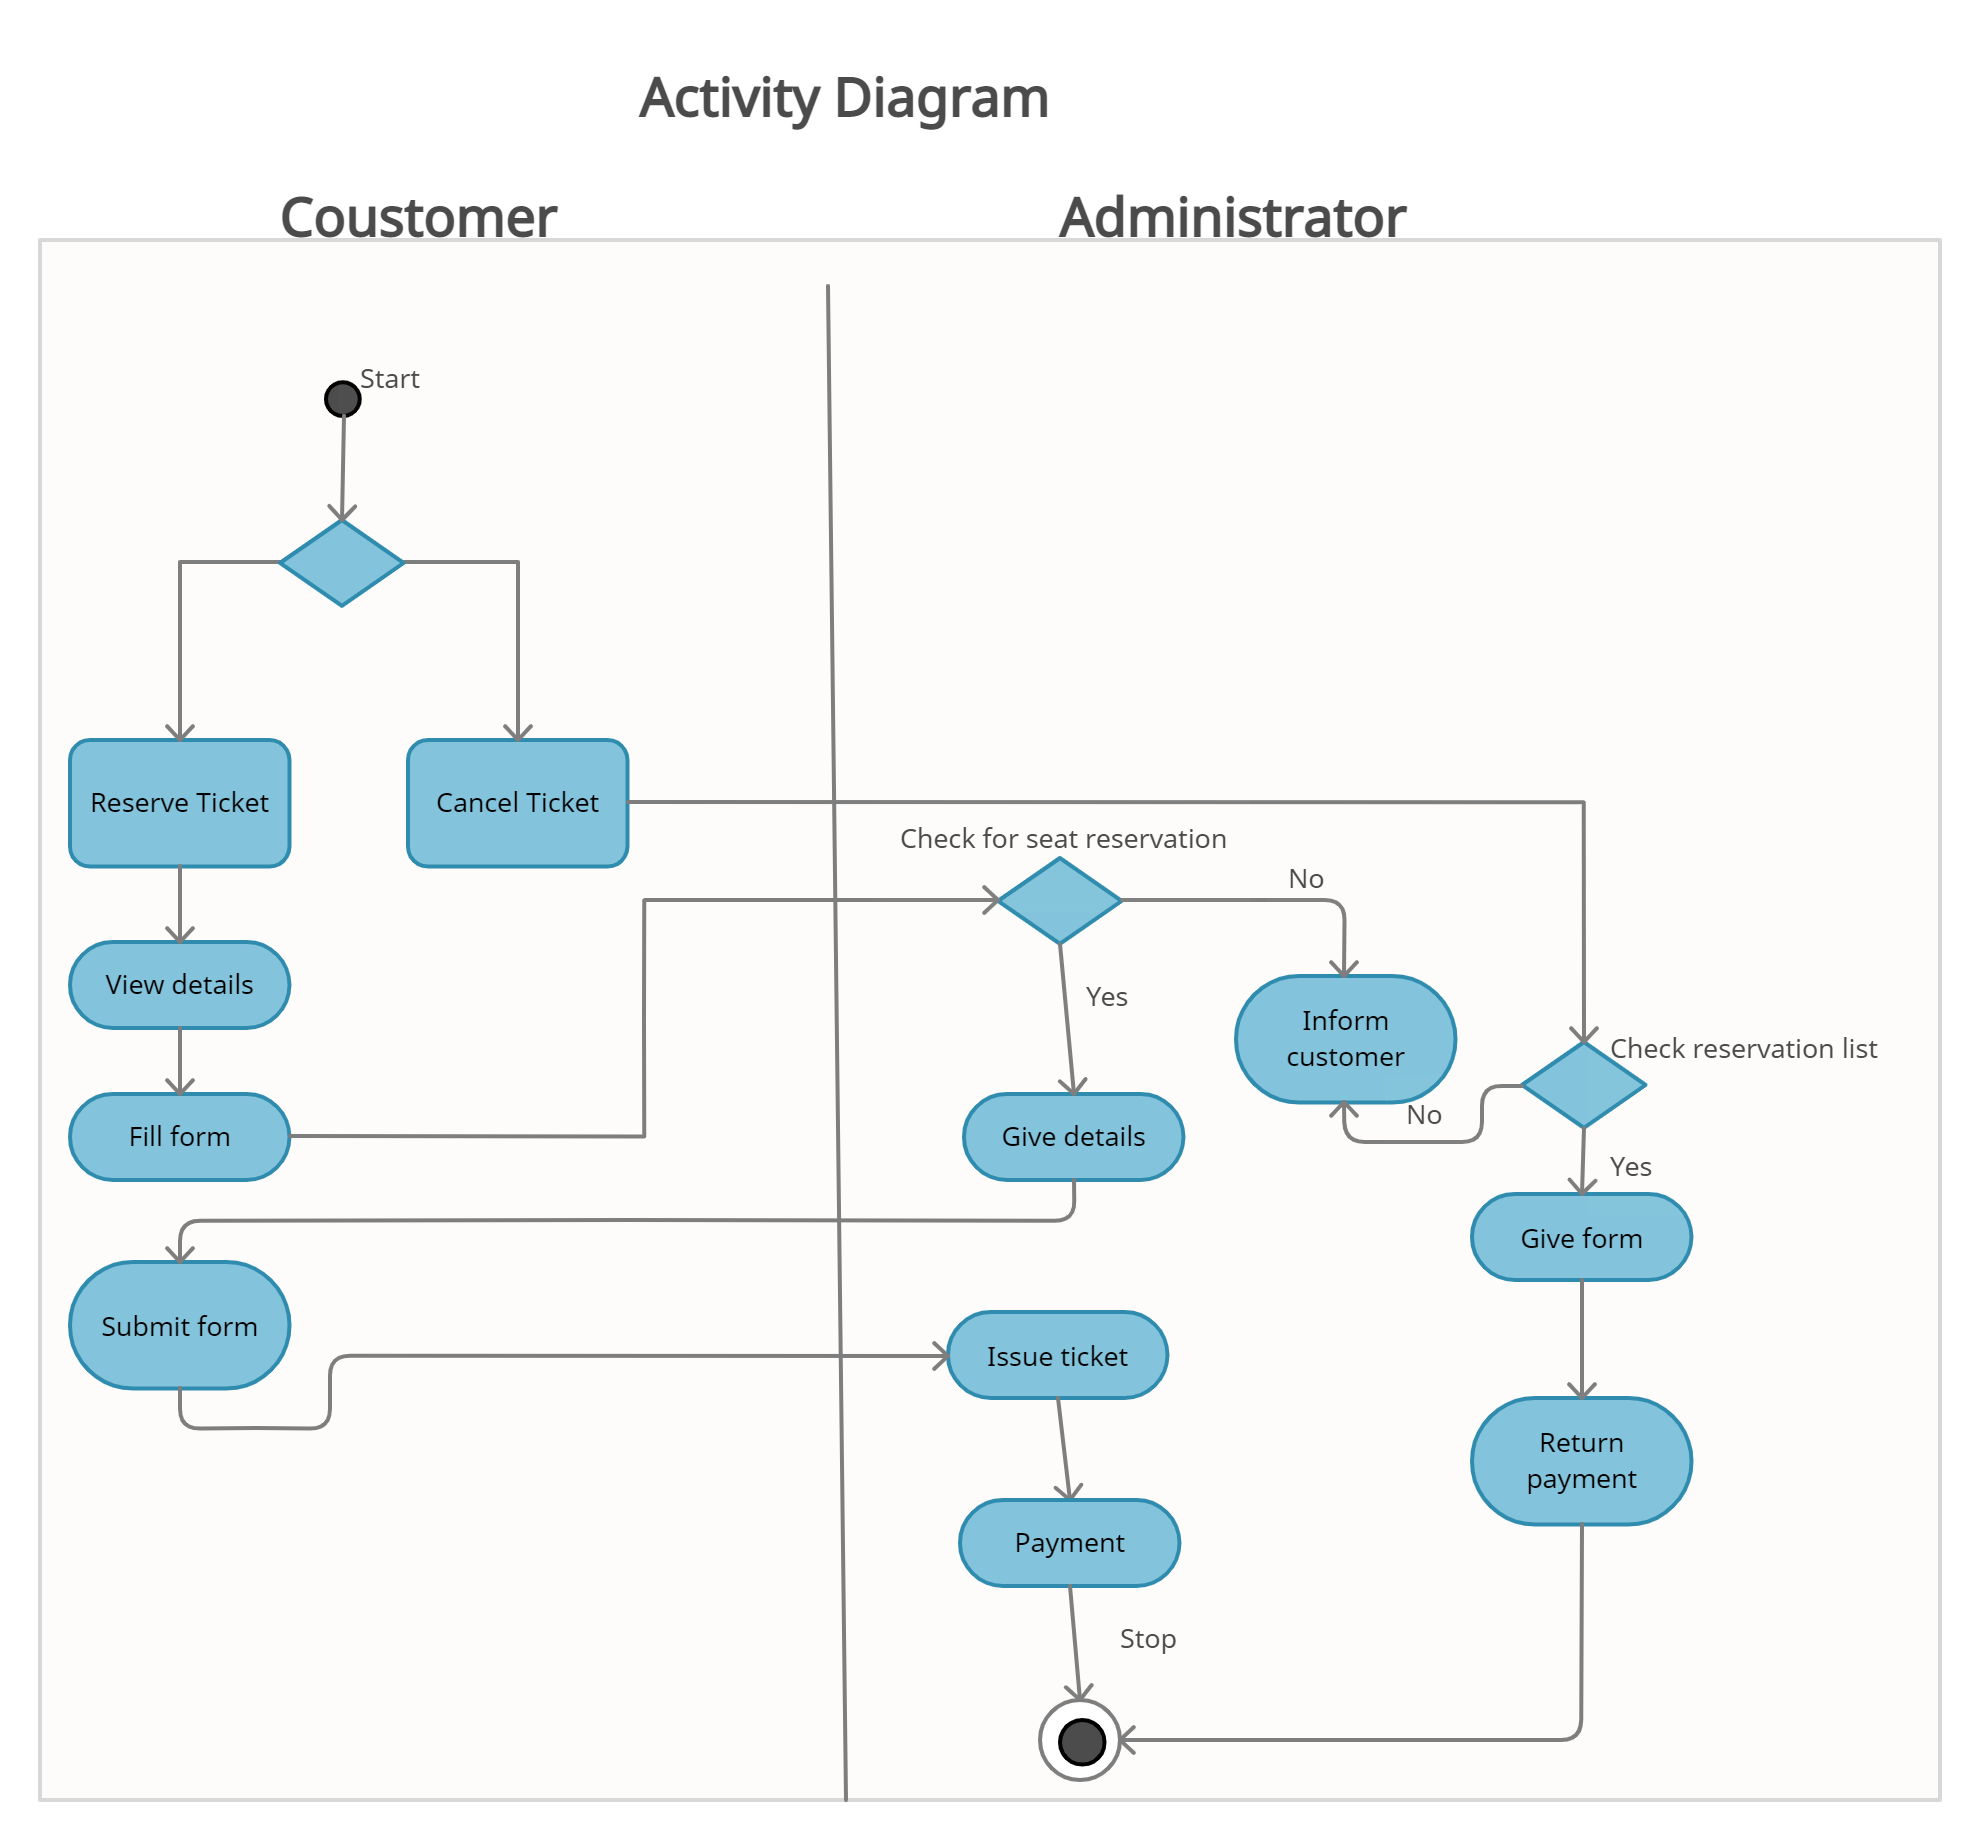 Activity Diagram
Coustomer
Administrator
Start
Reserve Ticket
Cancel Ticket
Check for seat reservation
No
View details
Yes
Inform
customer
Check reservation list
No
Fill form
Give details
Yes
Give form
Submit form
Issue ticket
Return
payment
Payment
Stop